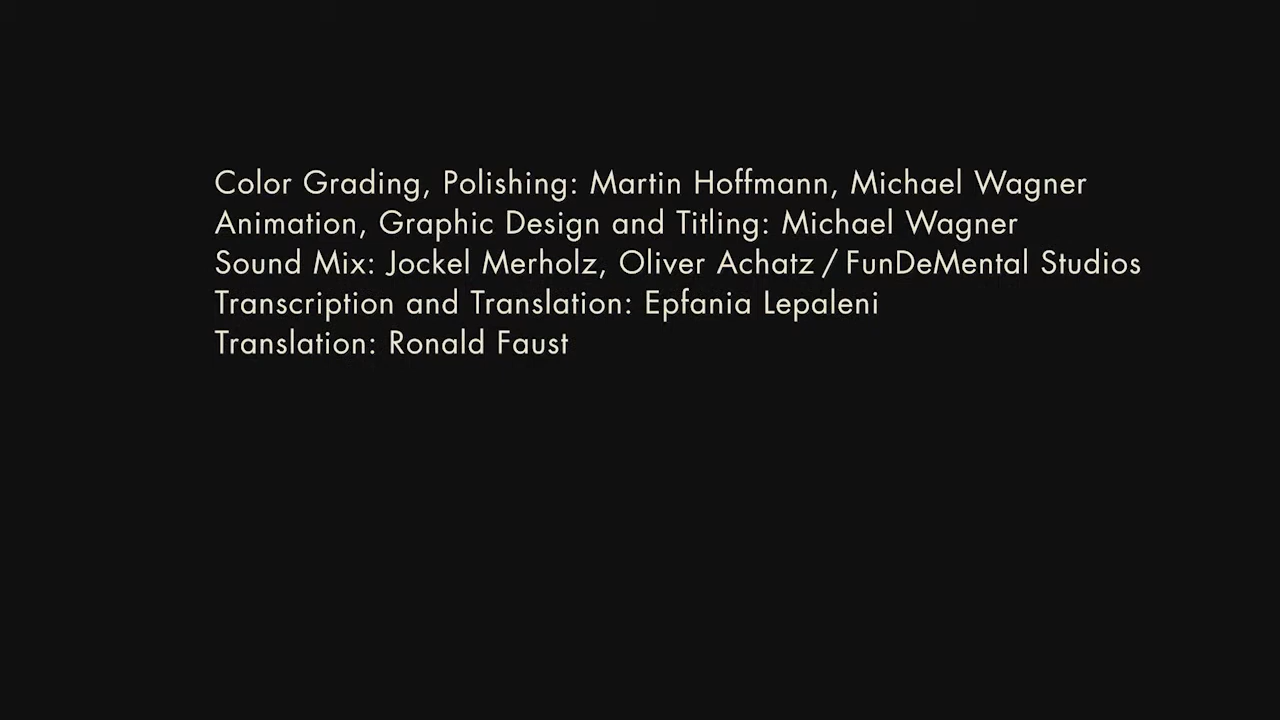 Color Grading, Polishing: Martin Hoffmann, Michael Wagner
Animation, Graphic Design and Titling: Michael Wagner
Sound Mix: Jockel Merholz, Oliver Achatz / FunDeMental Studios
Transcription and Translation: Epfania Lepaleni
Translation: Ronald Faust